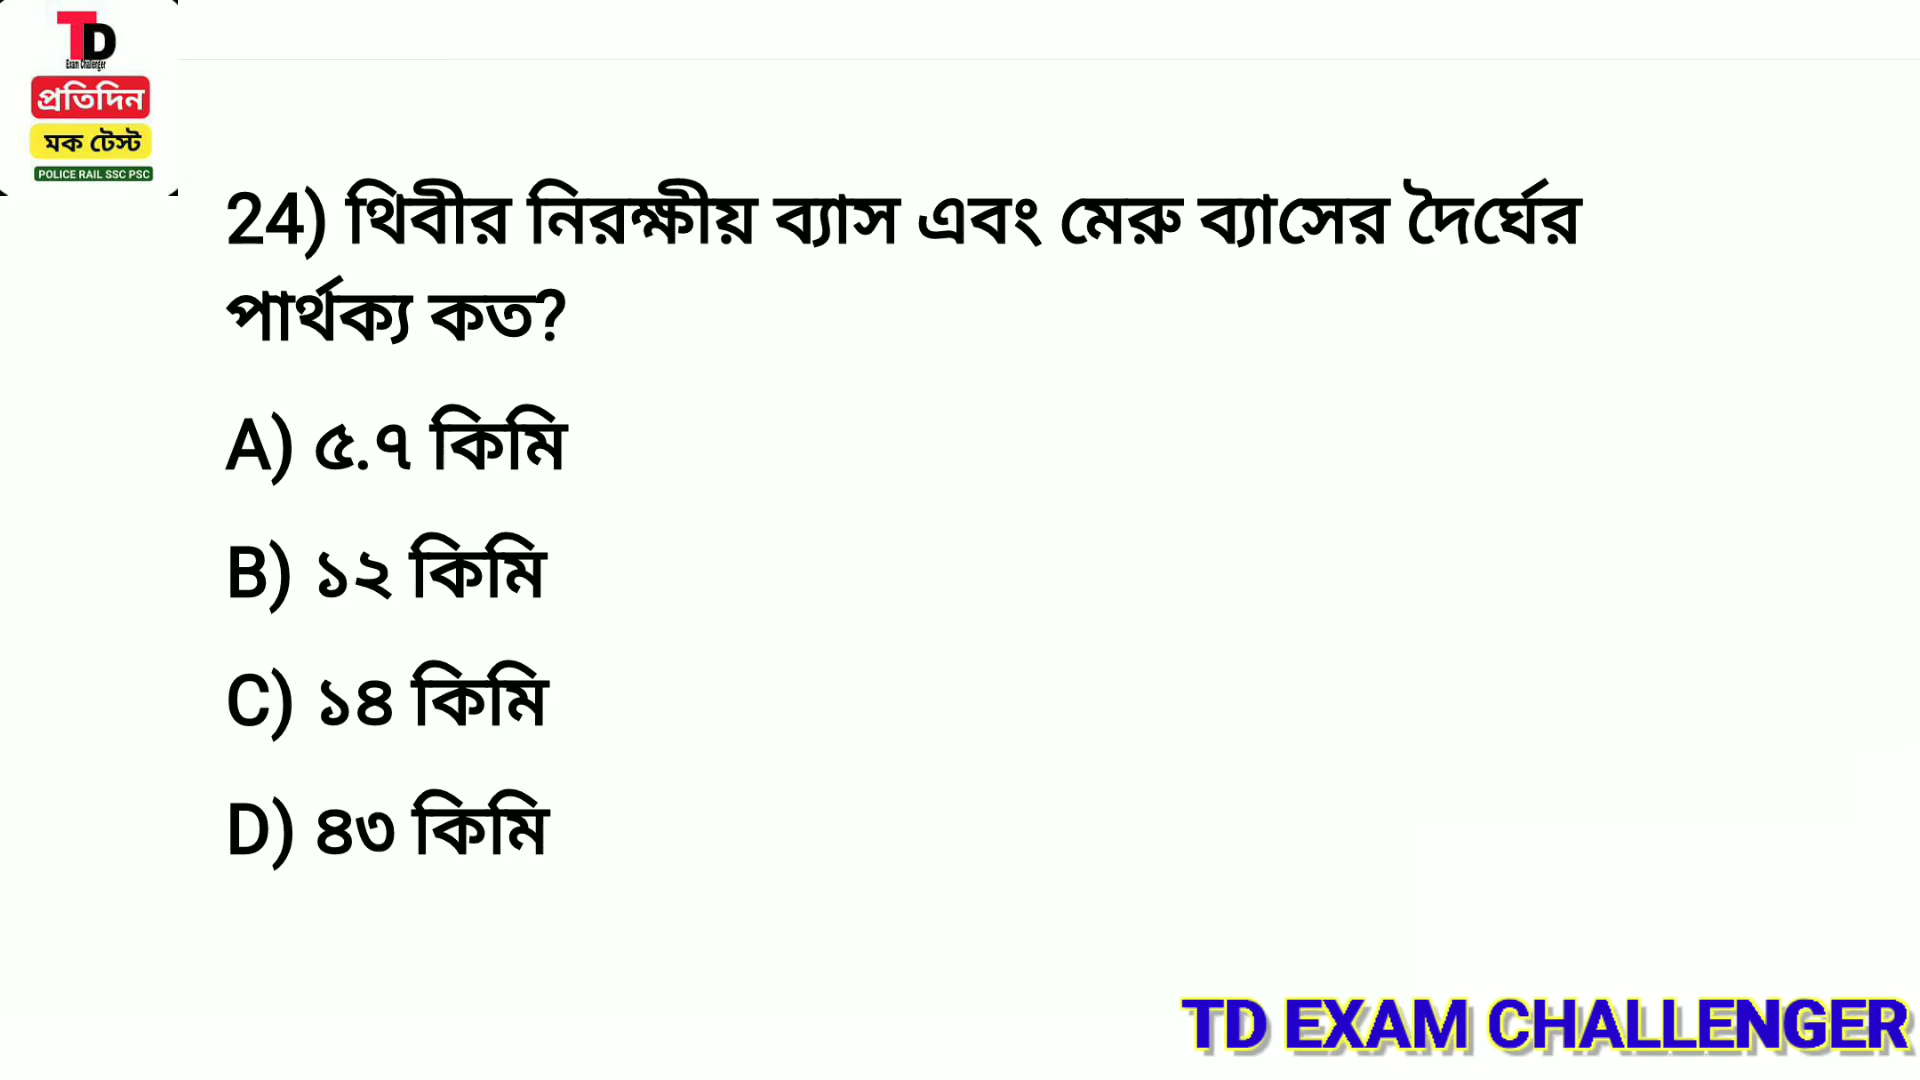 TD
Exam Challenger
প্রতিদিন
মক টেস্ট
POLICE RAIL SSC PSC
24) থিবীর নিরক্ষীয় ব্যাস এবং মেরু ব্যাসের দৈর্ঘের
পার্থক্য কত?
A) ৫.৭ কিমি
B) ১২ কিমি
C) ১৪ কিমি
D) ৪৩ কিমি
TD EXAM CHALLENGER